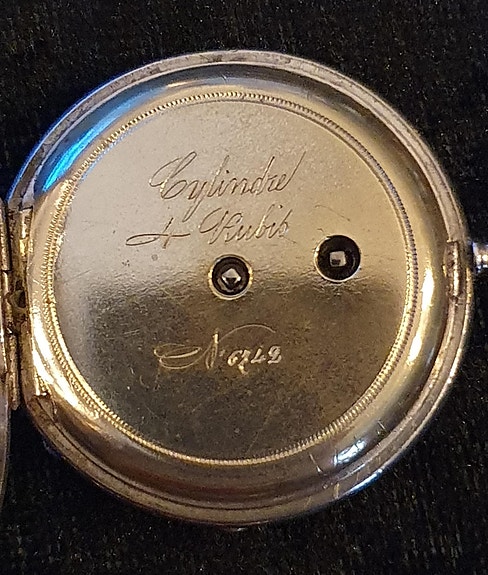 Cylindre
4 Rubis
No 6742